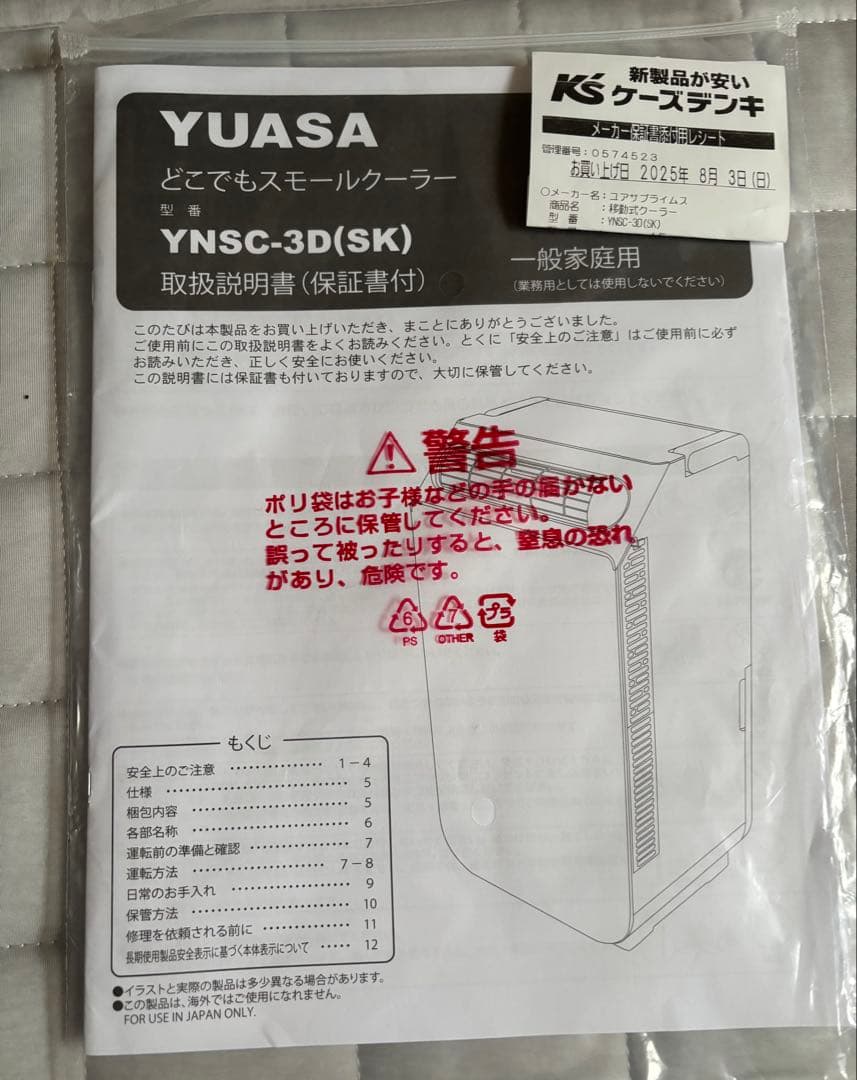 新製品が安い
K's ケーズデンキ
メーカー保証書添付用レシート
管理番号:0574523
お買い上げ日 2025年 8月 3日(日)
○メーカー名:ユアサプライムス
商品名 :移動式クーラー
型 番 :YNSC-3D(SK)
YUASA
どこでもスモールクーラー
型 番
YNSC-3D(SK)
取扱説明書(保証書付)
一般家庭用
(業務用としては使用しないでください)
このたびは本製品をお買い上げいただき、まことにありがとうございました。
ご使用前にこの取扱説明書をよくお読みください。とくに「安全上のご注意」はご使用前に必ず
お読みいただき、正しく安全にお使いください。
この説明書には保証書も付いておりますので、大切に保管してください。
警告
ポリ袋はお子様などの手の届かない
ところに保管してください。
誤って被ったりすると、窒息の恐れ
があり、危険です。
6 7 プラ
PS OTHER 袋
もくじ
安全上のご注意 ・・・・・・・・・・・・・・ 1-4
仕様 ・・・・・・・・・・・・・・・・・・・・・・・・ 5
梱包内容 ・・・・・・・・・・・・・・・・・・・・ 5
各部名称 ・・・・・・・・・・・・・・・・・・・・ 6
運転前の準備と確認 ・・・・・・・・・・・・ 7
運転方法 ・・・・・・・・・・・・・・・・・・ 7-8
日常のお手入れ ・・・・・・・・・・・・・・・・ 9
保管方法 ・・・・・・・・・・・・・・・・・・・・ 10
修理を依頼される前に ・・・・・・・・・・・・ 11
長期使用製品安全表示に基づく本体表示について ・・・・・ 12
●イラストと実際の製品は多少異なる場合があります。
●この製品は、海外ではご使用になれません。
FOR USE IN JAPAN ONLY.